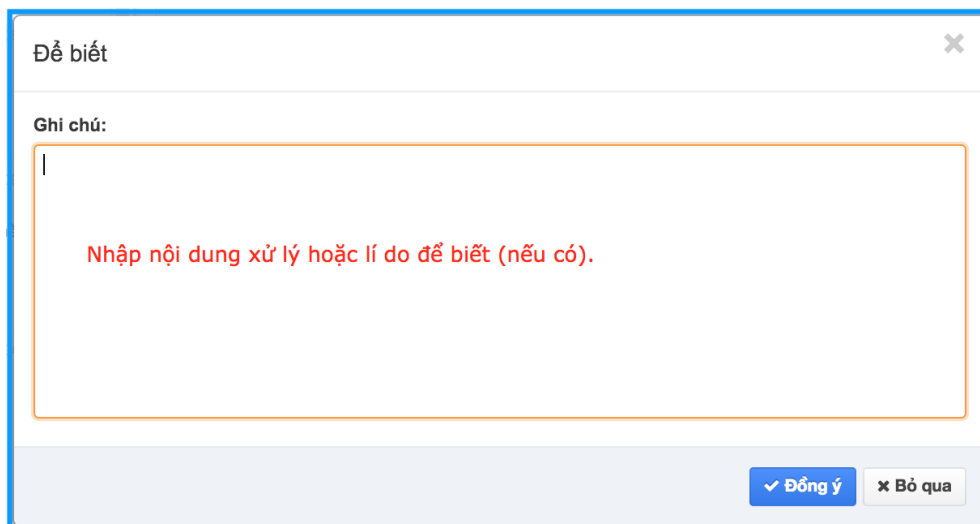 Để biết
Ghi chú:
Nhập nội dung xử lý hoặc lí do để biết (nếu có).
Đồng ý
Bỏ qua